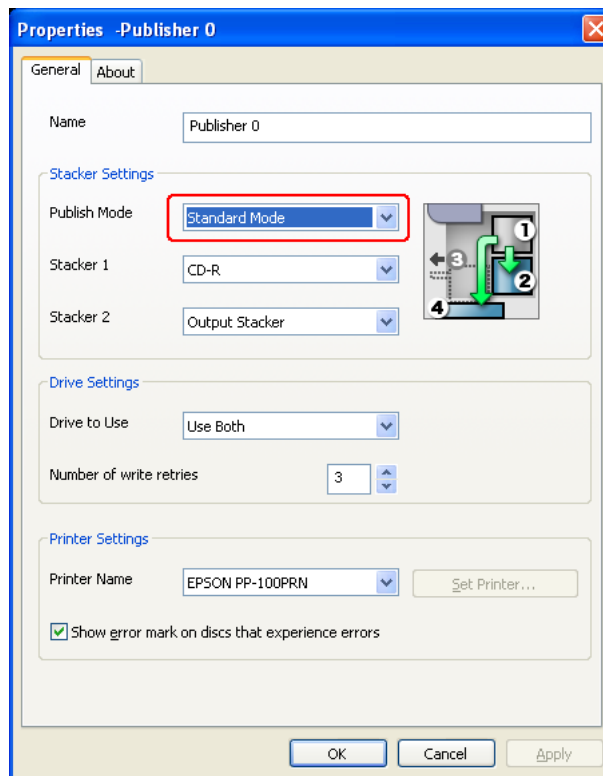 Properties -Publisher 0
General About
Name Publisher 0
Stacker Settings
Publish Mode Standard Mode
Stacker 1 CD-R
Stacker 2 Output Stacker
1
3
2
4
Drive Settings
Drive to Use Use Both
Number of write retries 3
Printer Settings
Printer Name EPSON PP-100PRN Set Printer...
Show error mark on discs that experience errors
OK Cancel Apply